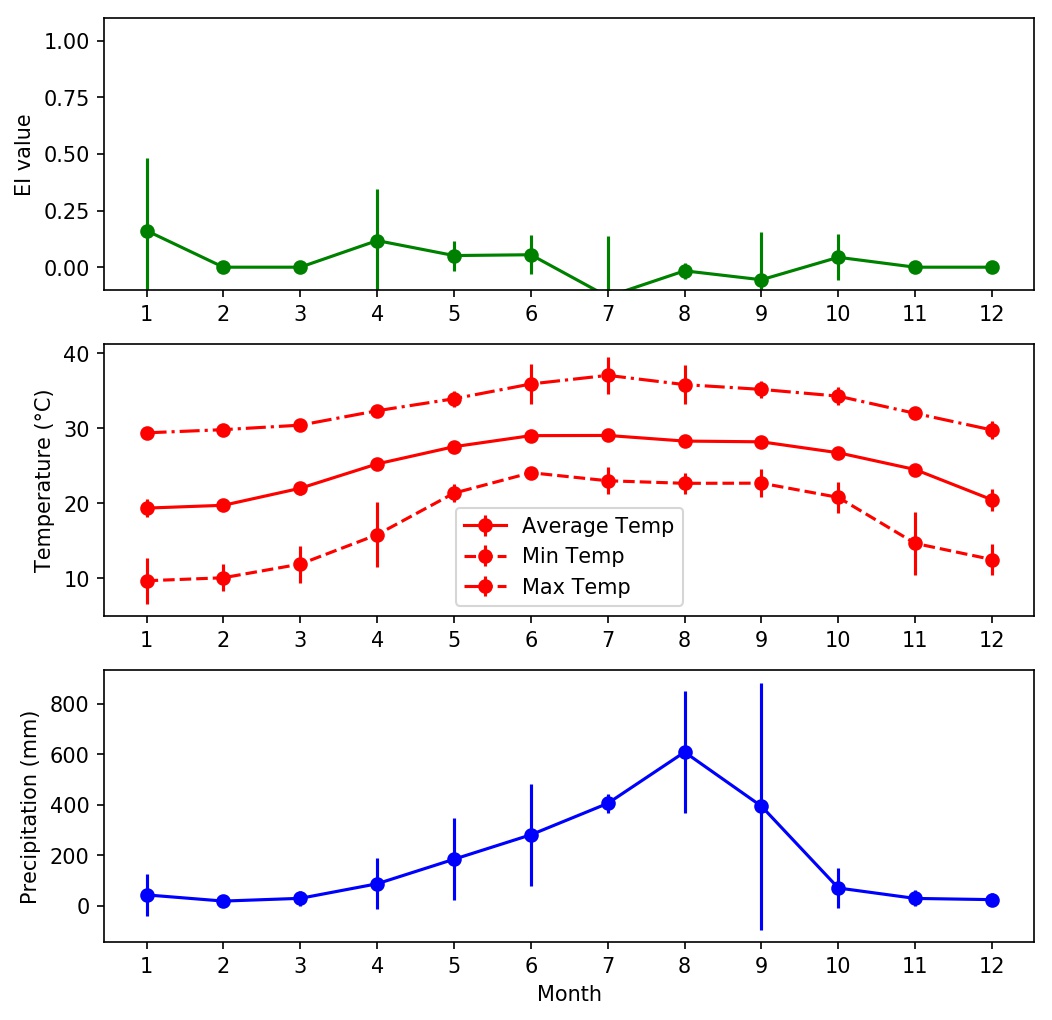 EI value
1.00
0.75
0.50
0.25
0.00
1 2 3 4 5 6 7 8 9 10 11 12
Temperature (°C)
40
30
20
10
Average Temp
Min Temp
Max Temp
1 2 3 4 5 6 7 8 9 10 11 12
Precipitation (mm)
800
600
400
200
0
1 2 3 4 5 6 7 8 9 10 11 12
Month